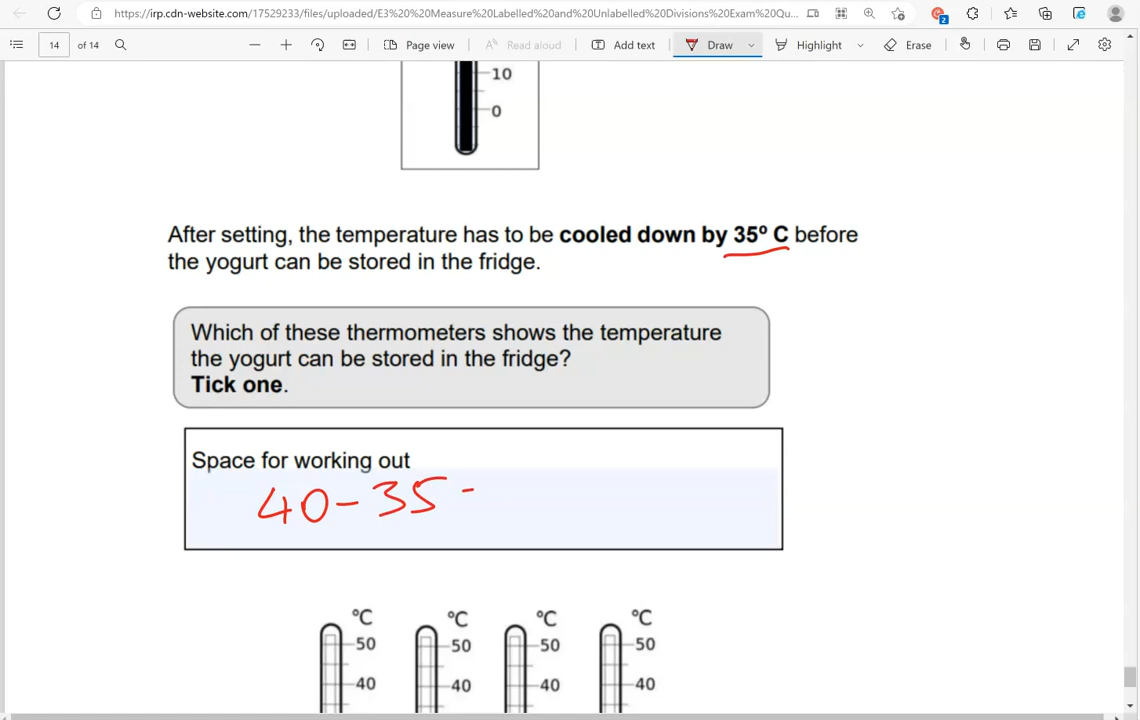 https://irp.cdn-website.com/17529233/files/uploaded/E3%20%20Measure%20Labelled%20and%20Unlabelled%20Divisions%20Exam%20Qu...
14 of 14 Page view Read aloud Add text Draw Highlight Erase
10
0
After setting, the temperature has to be cooled down by 35º C before
the yogurt can be stored in the fridge.
Which of these thermometers shows the temperature
the yogurt can be stored in the fridge?
Tick one.
Space for working out
40-35 -
ºC ºC ºC ºC
50 50 50 50
40 40 40 40